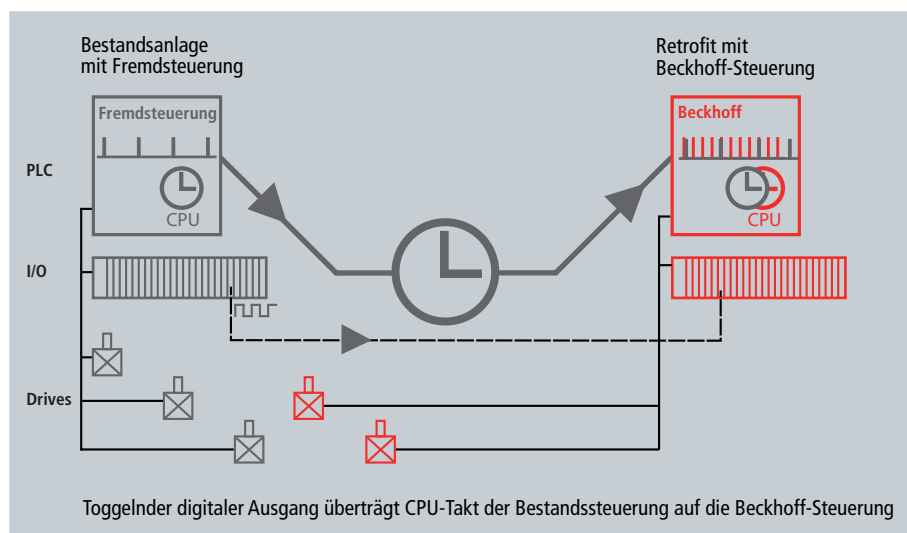 Bestandsanlage
mit Fremdsteuerung
Retrofit mit
Beckhoff-Steuerung
Fremdsteuerung
Beckhoff
PLC
CPU
CPU
I/O
Drives
Toggelnder digitaler Ausgang überträgt CPU-Takt der Bestandssteuerung auf die Beckhoff-Steuerung